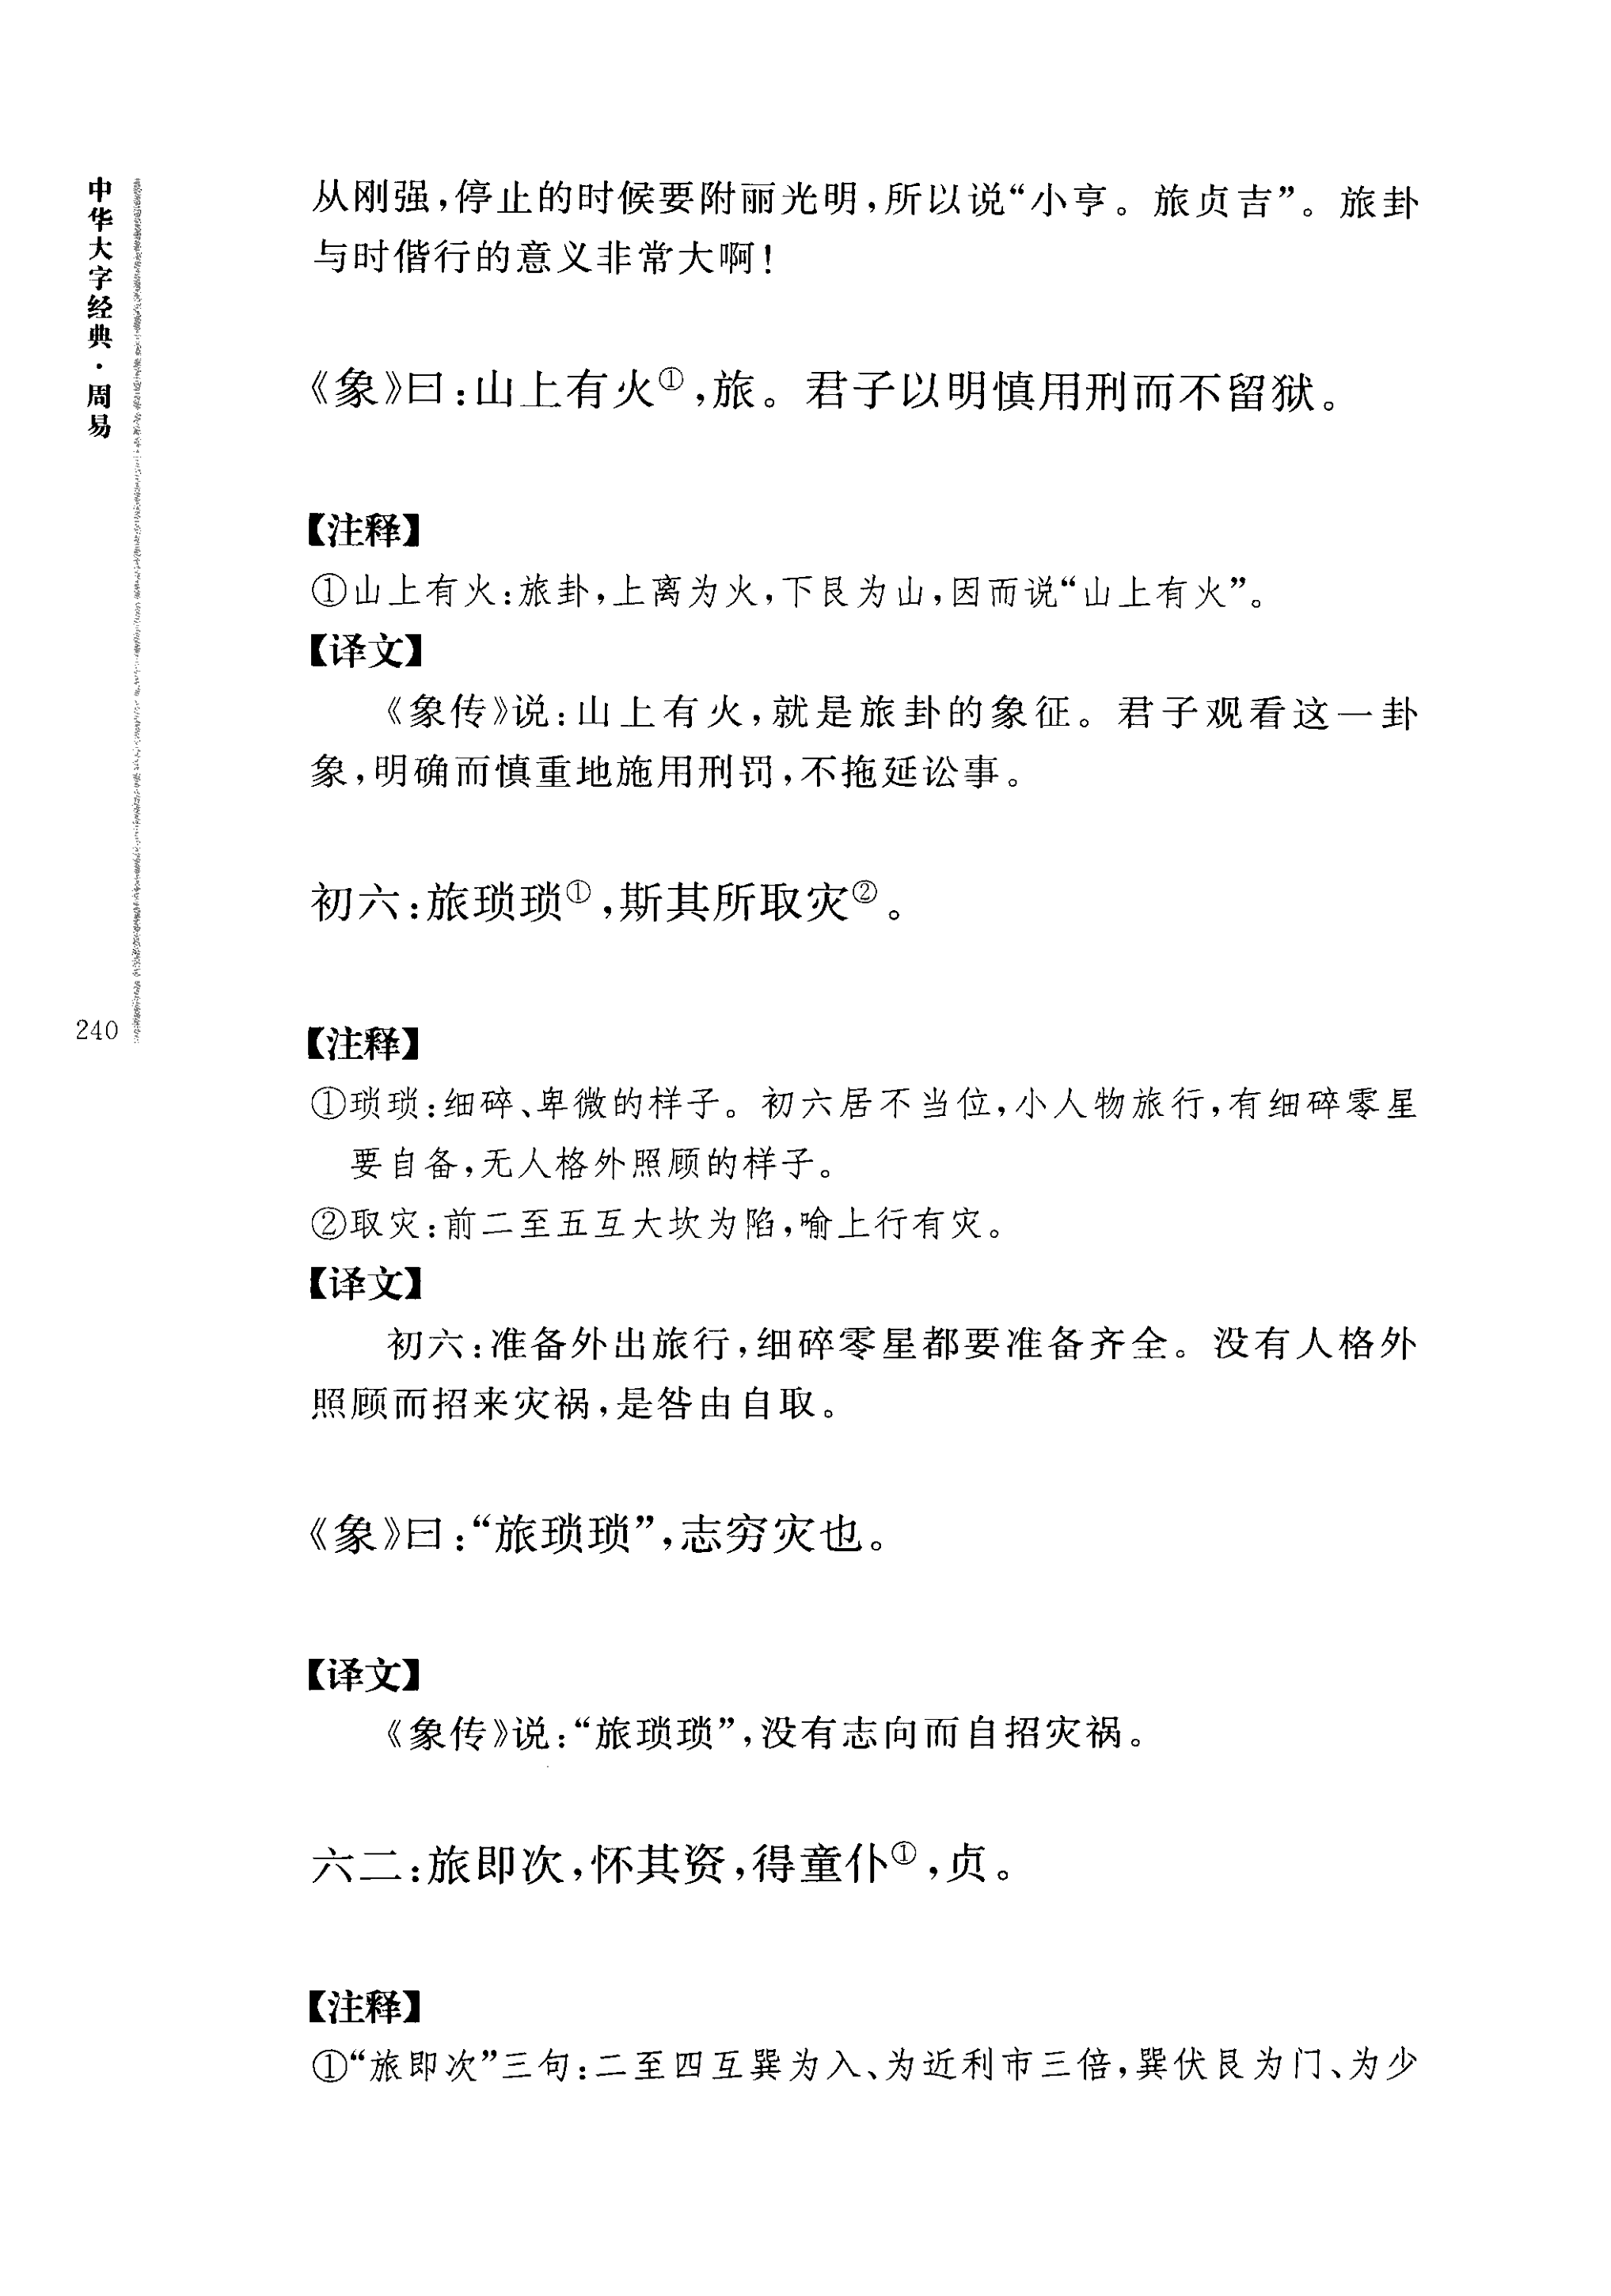 中华大字经典·周易
240
从刚强，停止的时候要附丽光明，所以说“小亨。旅贞吉”。旅卦
与时偕行的意义非常大啊！
《象》曰：山上有火①，旅。君子以明慎用刑而不留狱。
【注释】
①山上有火：旅卦，上离为火，下艮为山，因而说“山上有火”。
【译文】
《象传》说：山上有火，就是旅卦的象征。君子观看这一卦
象，明确而慎重地施用刑罚，不拖延讼事。
初六：旅琐琐①，斯其所取灾②。
【注释】
①琐琐：细碎、卑微的样子。初六居不当位，小人物旅行，有细碎零星
要自备，无人格外照顾的样子。
②取灾：前二至五互大坎为陷，喻上行有灾。
【译文】
初六：准备外出旅行，细碎零星都要准备齐全。没有人格外
照顾而招来灾祸，是咎由自取。
《象》曰：“旅琐琐”，志穷灾也。
【译文】
《象传》说：“旅琐琐”，没有志向而自招灾祸。
六二：旅即次，怀其资，得童仆①，贞。
【注释】
①“旅即次”三句：二至四互巽为入、为近利市三倍，巽伏艮为门、为少